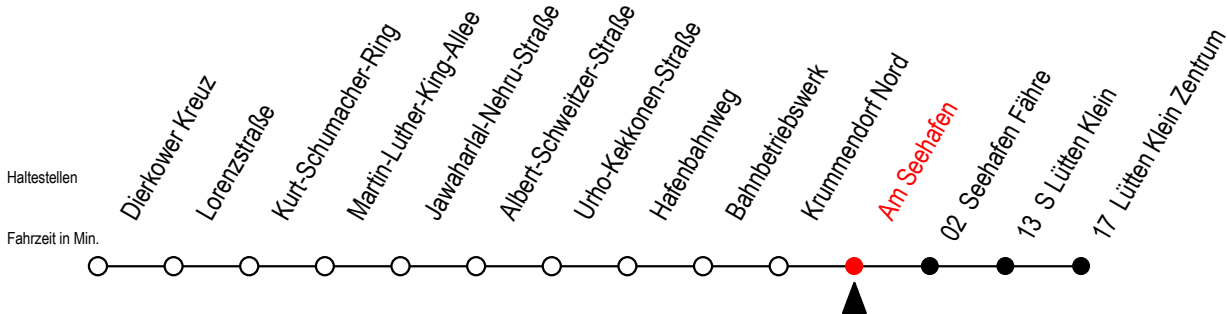 Haltestellen
Fahrzeit in Min.
Dierkower Kreuz
Lorenzstraße
Kurt-Schumacher-Ring
Martin-Luther-King-Allee
Jawaharlal-Nehru-Straße
Albert-Schweitzer-Straße
Urho-Kekkonen-Straße
Hafenbahnweg
Bahnbetriebswerk
Krummendorf Nord
Am Seehafen
02 Seehafen Fähre
13 S Lütten Klein
17 Lütten Klein Zentrum